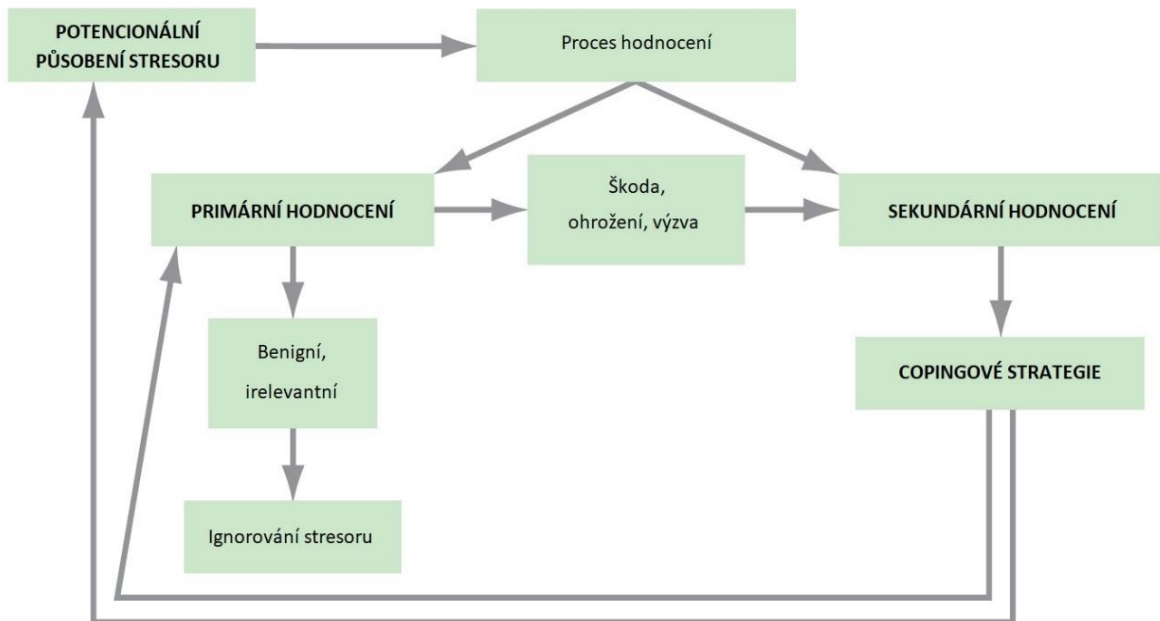 POTENCIONÁLNÍ
PŮSOBENÍ STRESORU
Proces hodnocení
PRIMÁRNÍ HODNOCENÍ
Škoda,
ohrožení, výzva
SEKUNDÁRNÍ HODNOCENÍ
Benigní,
irelevantní
COPINGOVÉ STRATEGIE
Ignorování stresoru